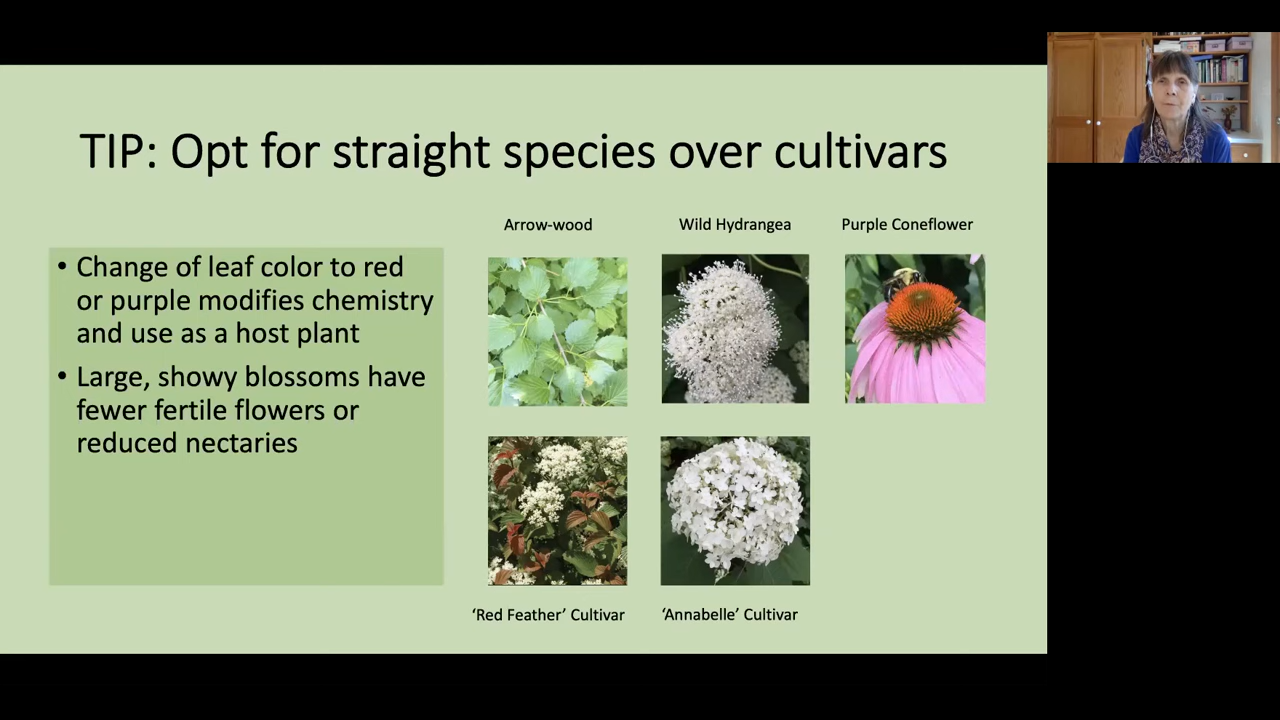 TIP: Opt for straight species over cultivars
• Change of leaf color to red
or purple modifies chemistry
and use as a host plant
• Large, showy blossoms have
fewer fertile flowers or
reduced nectaries
Arrow-wood
Wild Hydrangea
Purple Coneflower
‘Red Feather’ Cultivar
‘Annabelle’ Cultivar